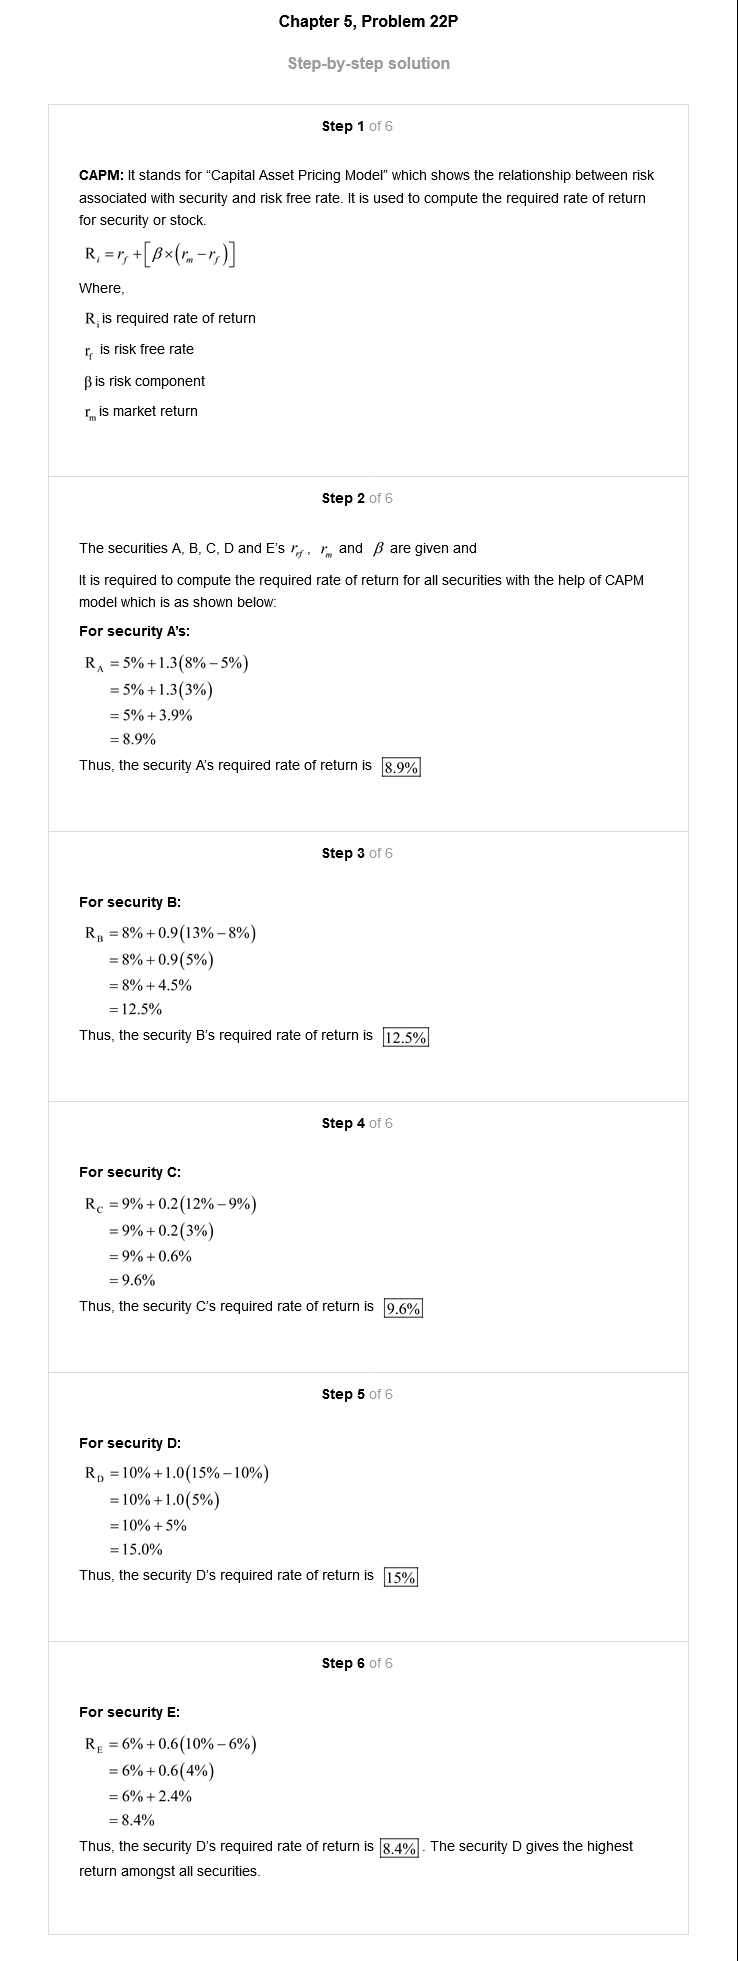 Chapter 5, Problem 22P
Step-by-step solution
Step 1 of 6
CAPM: It stands for “Capital Asset Pricing Model” which shows the relationship between risk
associated with security and risk free rate. It is used to compute the required rate of return
for security or stock.
R_i = r_f + [β×(r_m − r_f)]
Where,
R_i is required rate of return
r_f is risk free rate
β is risk component
r_m is market return
Step 2 of 6
The securities A, B, C, D and E's r_rf , r_m and β are given and
It is required to compute the required rate of return for all securities with the help of CAPM
model which is as shown below:
For security A's:
R_A = 5% + 1.3(8% − 5%)
= 5% + 1.3(3%)
= 5% + 3.9%
= 8.9%
Thus, the security A's required rate of return is 8.9%
Step 3 of 6
For security B:
R_B = 8% + 0.9(13% − 8%)
= 8% + 0.9(5%)
= 8% + 4.5%
= 12.5%
Thus, the security B's required rate of return is 12.5%
Step 4 of 6
For security C:
R_C = 9% + 0.2(12% − 9%)
= 9% + 0.2(3%)
= 9% + 0.6%
= 9.6%
Thus, the security C's required rate of return is 9.6%
Step 5 of 6
For security D:
R_D = 10% + 1.0(15% − 10%)
= 10% + 1.0(5%)
= 10% + 5%
= 15.0%
Thus, the security D's required rate of return is 15%
Step 6 of 6
For security E:
R_E = 6% + 0.6(10% − 6%)
= 6% + 0.6(4%)
= 6% + 2.4%
= 8.4%
Thus, the security D's required rate of return is 8.4% . The security D gives the highest
return amongst all securities.